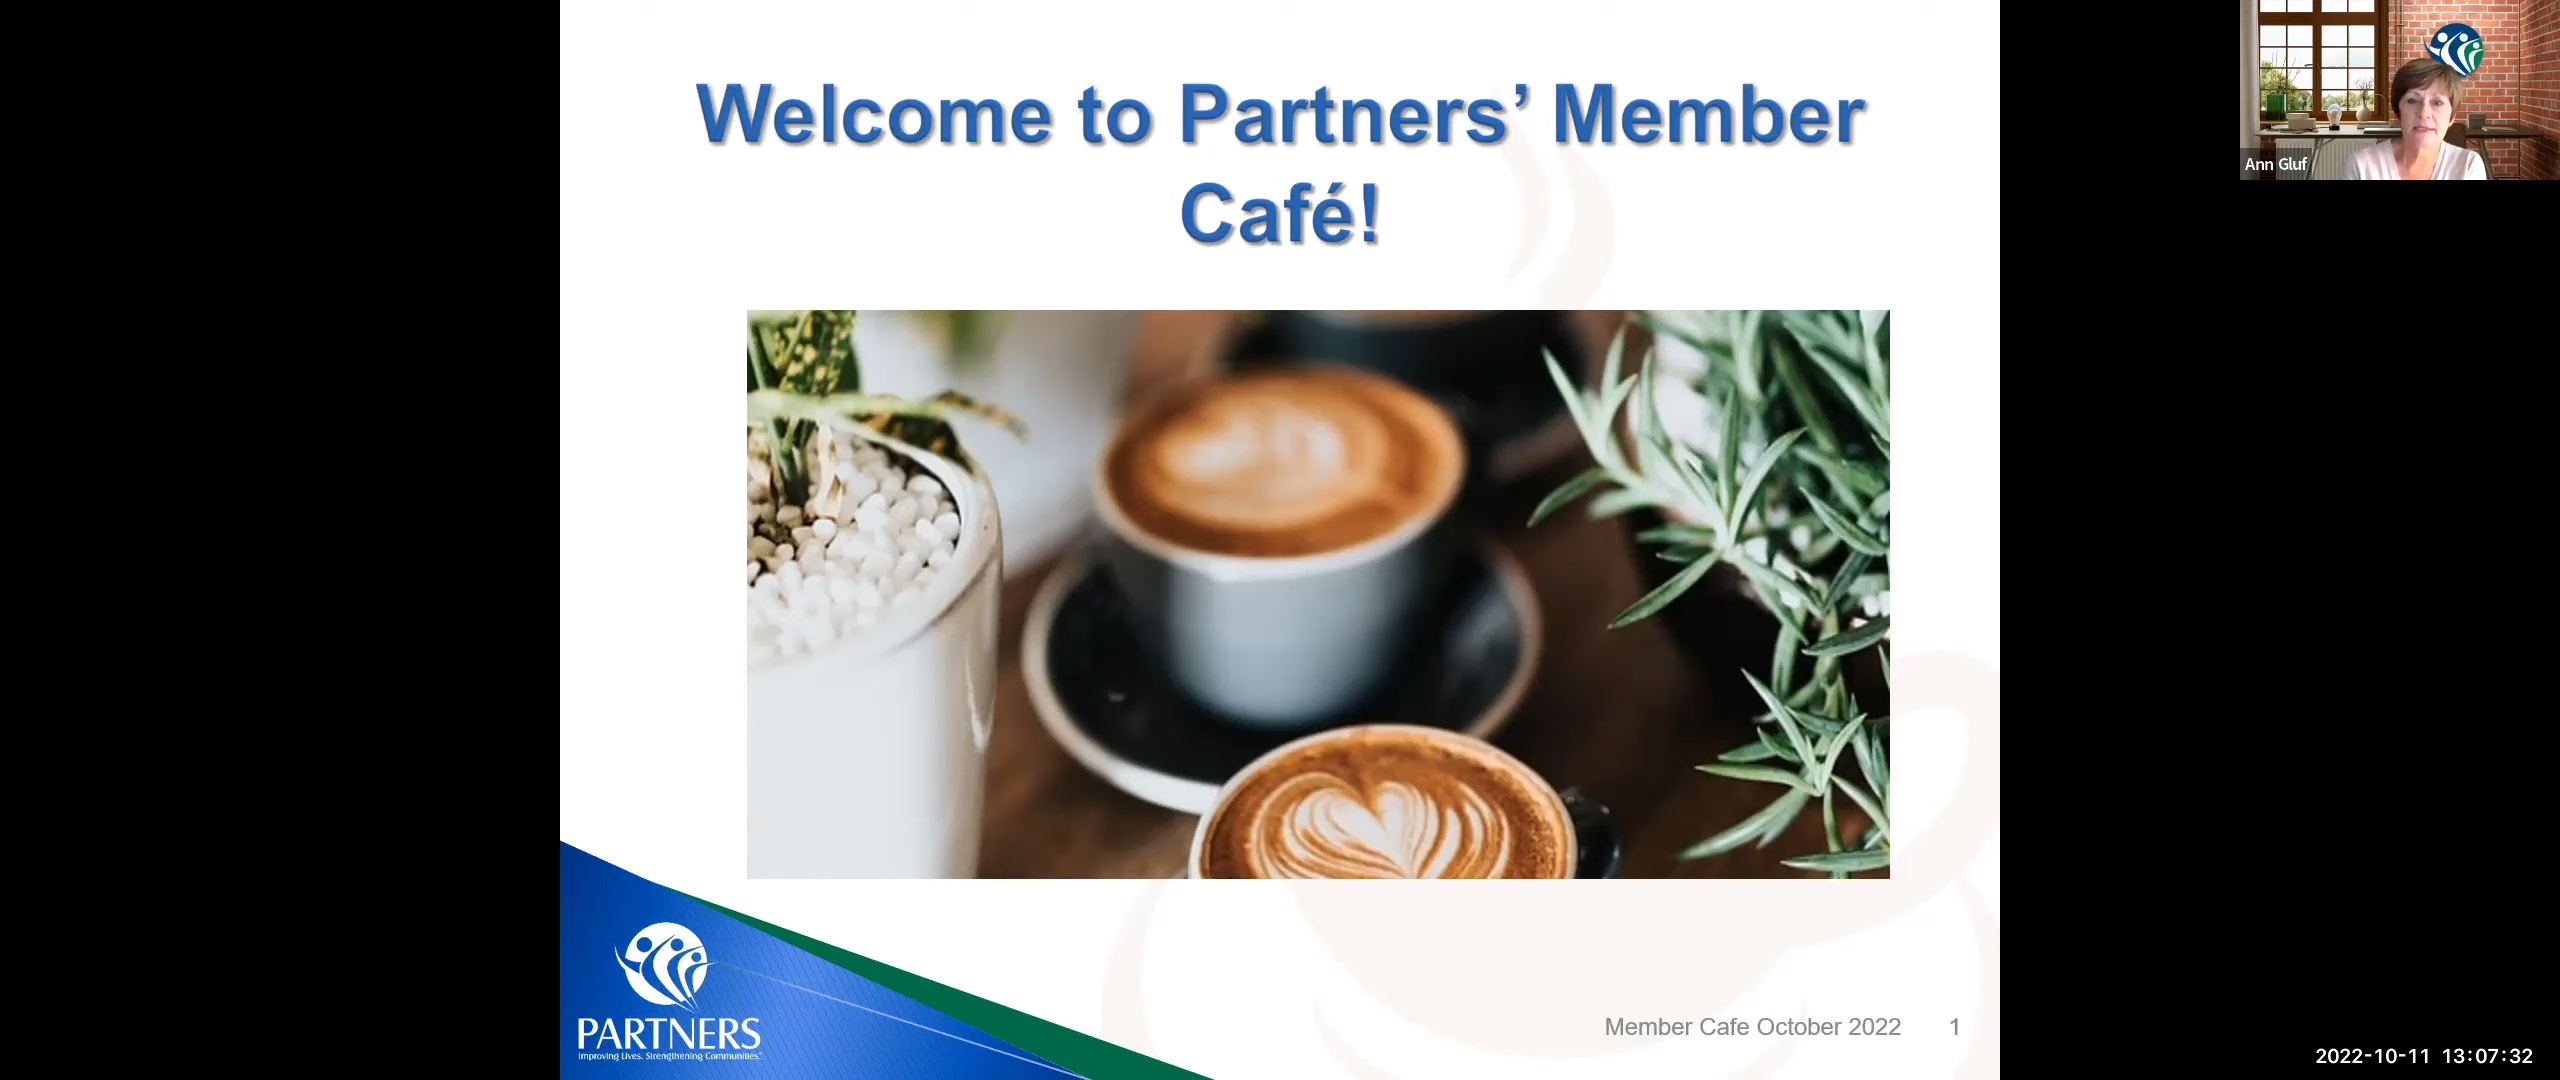 Welcome to Partners’ Member
Café!
Ann Gluf
PARTNERS
Improving Lives. Strengthening Communities.
Member Cafe October 2022 1
2022-10-11 13:07:32